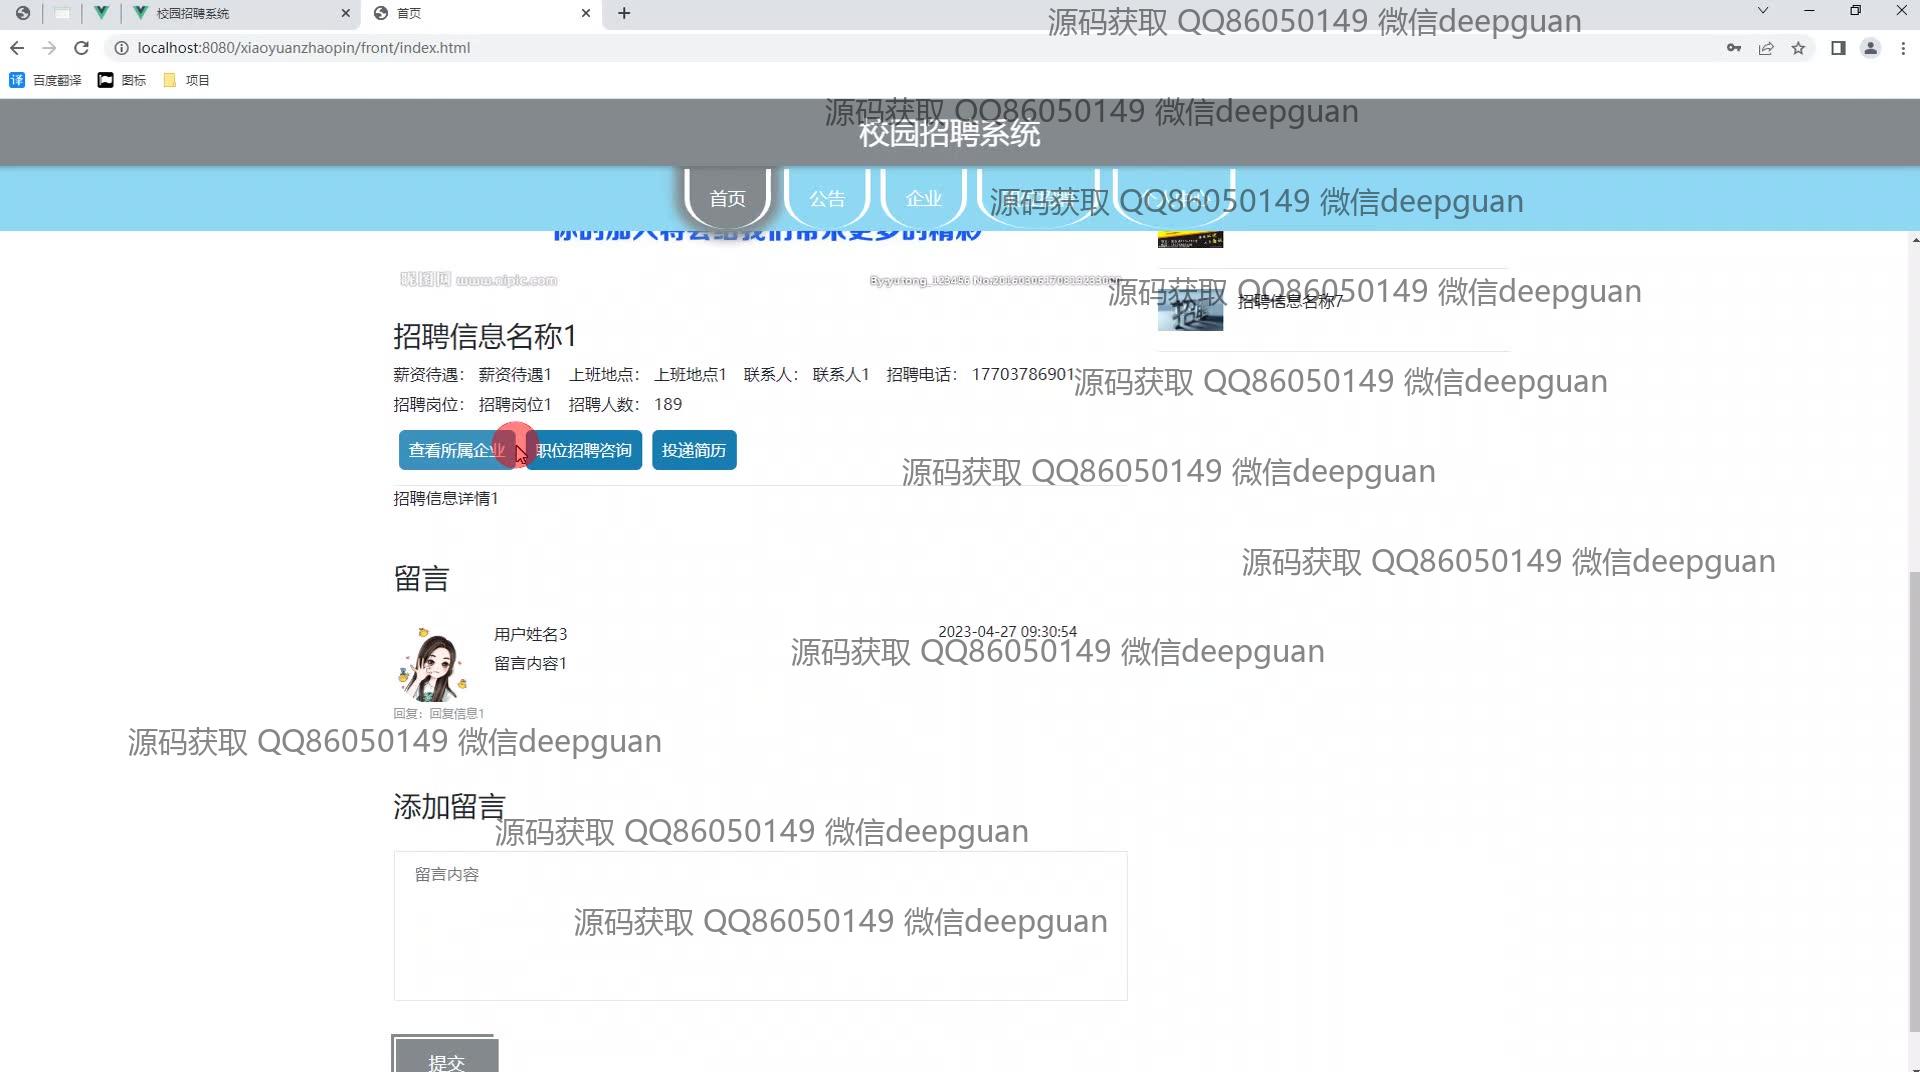 校园招聘系统
首页
源码获取 QQ86050149 微信deepguan
localhost:8080/xiaoyuanzhaopin/front/index.html
百度翻译
图标
项目
源码获取 QQ86050149 微信deepguan
校园招聘系统
首页
公告
企业
源码获取 QQ86050149 微信deepguan
你的加入将会给我们带来更多的精彩
昵图网 www.nipic.com
源码获取 QQ86050149 微信deepguan
招聘信息名称7
招聘信息名称1
薪资待遇： 薪资待遇1 上班地点： 上班地点1 联系人： 联系人1 招聘电话： 17703786901
源码获取 QQ86050149 微信deepguan
招聘岗位： 招聘岗位1 招聘人数： 189
查看所属企业
职位招聘咨询
投递简历
源码获取 QQ86050149 微信deepguan
招聘信息详情1
源码获取 QQ86050149 微信deepguan
留言
用户姓名3
2023-04-27 09:30:54
留言内容1
源码获取 QQ86050149 微信deepguan
回复：回复信息1
源码获取 QQ86050149 微信deepguan
添加留言
源码获取 QQ86050149 微信deepguan
留言内容
源码获取 QQ86050149 微信deepguan
提交